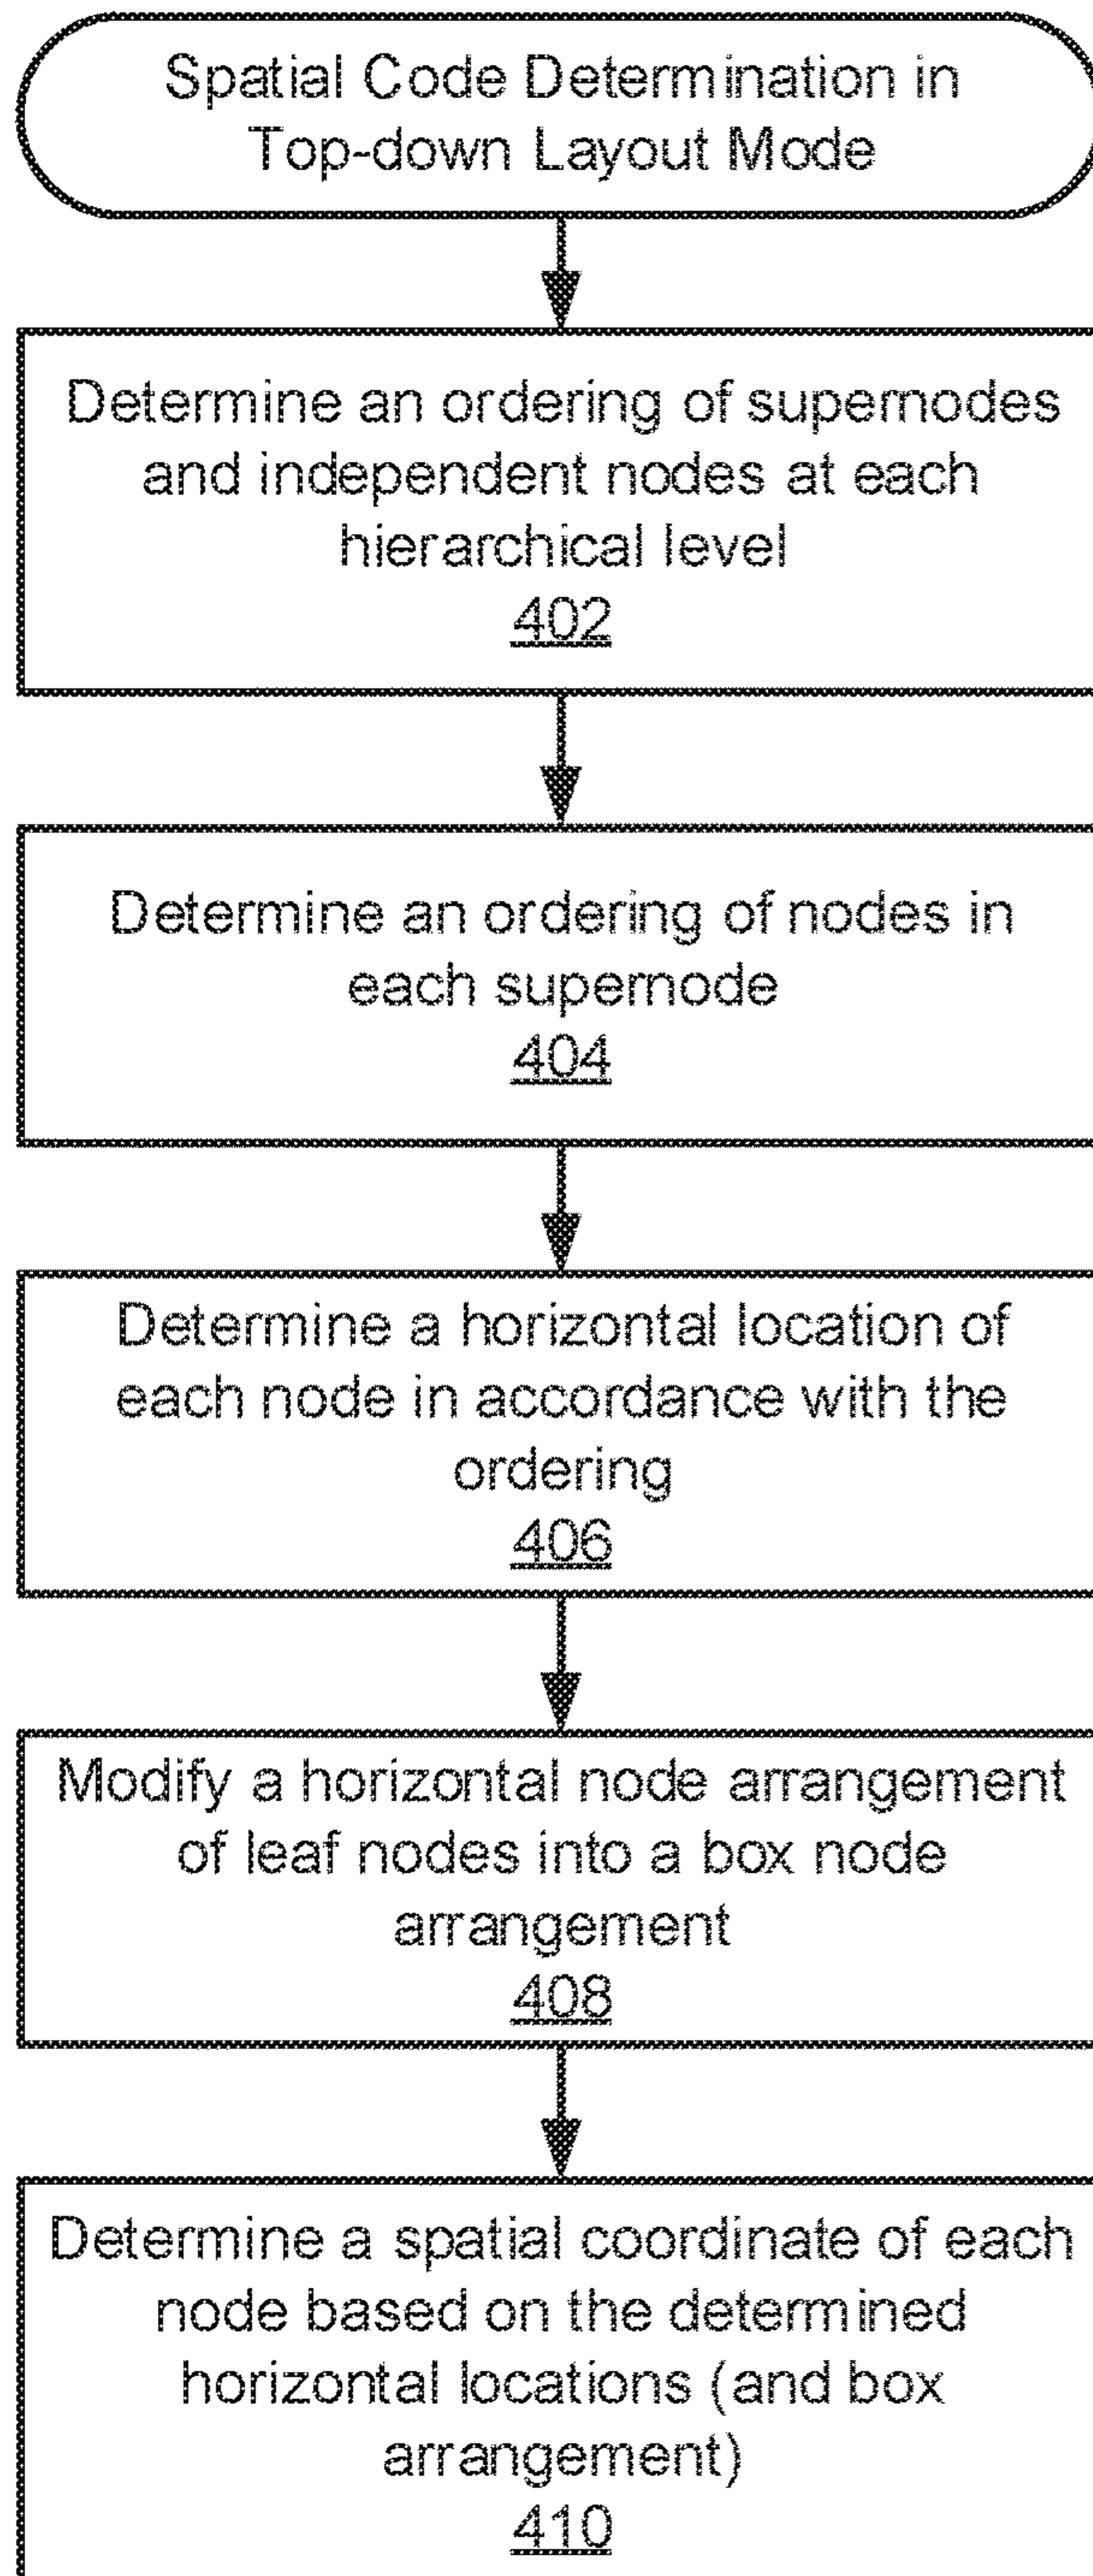 Spatial Code Determination in
Top-down Layout Mode
Determine an ordering of supernodes
and independent nodes at each
hierarchical level
402
Determine an ordering of nodes in
each supernode
404
Determine a horizontal location of
each node in accordance with the
ordering
406
Modify a horizontal node arrangement
of leaf nodes into a box node
arrangement
408
Determine a spatial coordinate of each
node based on the determined
horizontal locations (and box
arrangement)
410